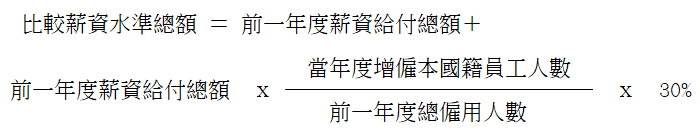 比較薪資水準總額 ＝ 前一年度薪資給付總額＋
當年度增僱本國籍員工人數
前一年度薪資給付總額 x x 30%
前一年度總僱用人數